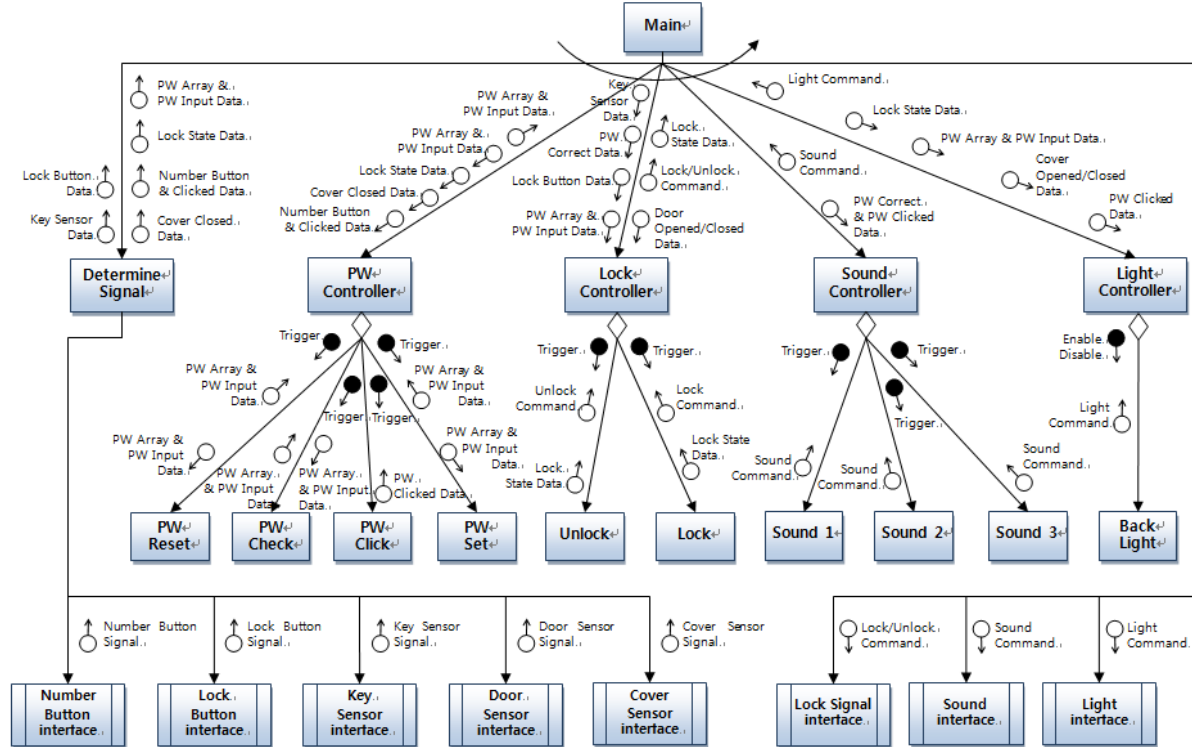 Main↵
PW Array &.
PW Input Data.
Lock State Data.
Lock Button.
Data.
Number Button
& Clicked Data.
Key Sensor
Data.
Cover Closed.
Data.
PW Array &
PW Input Data.
PW Array &.
PW Input Data.
Lock State Data.
Cover Closed Data.
Number Button
& Clicked Data.
Key.
Sensor
Data.
PW.
Correct Data.
Lock Button Data.
PW Array &.
PW Input Data.
Lock.
State Data.
Lock/Unlock.
Command.
Door
Opened/Closed
Data.
Sound
Command.
PW Correct.
& PW Clicked
Data.
Light Command.
Lock State Data.
PW Array & PW Input Data.
Cover
Opened/Closed
Data.
PW Clicked
Data.
Determine↵
Signal↵
PW↵
Controller↵
Lock↵
Controller↵
Sound↵
Controller↵
Light↵
Controller↵
Trigger.
Trigger.
PW Array &
PW Input
Data.
Trigger.
Trigger.
PW Array &
PW Input
Data.
PW Array &
PW Input
Data.
PW Array.
& PW Input
Data.
PW Array.
& PW Input.
Data.
PW.
Clicked Data.
PW Array &
PW Input
Data.
Trigger.
Trigger.
Unlock
Command.
Lock
Command.
Lock.
State Data.
Lock State
Data.
Trigger.
Trigger.
Trigger.
Sound
Command.
Sound
Command.
Sound
Command.
Enable.
Disable.
Light
Command.
PW↵
Reset↵
PW↵
Check↵
PW↵
Click↵
PW↵
Set↵
Unlock↵
Lock↵
Sound 1↵
Sound 2↵
Sound 3↵
Back↵
Light↵
Number Button
Signal.
Lock Button
Signal.
Key Sensor
Signal.
Door Sensor
Signal.
Cover Sensor
Signal.
Lock/Unlock.
Command.
Sound
Command.
Light
Command.
Number
Button
interface.
Lock.
Button
interface.
Key.
Sensor
interface.
Door.
Sensor
interface.
Cover
Sensor
interface.
Lock Signal
interface.
Sound
interface.
Light
interface.